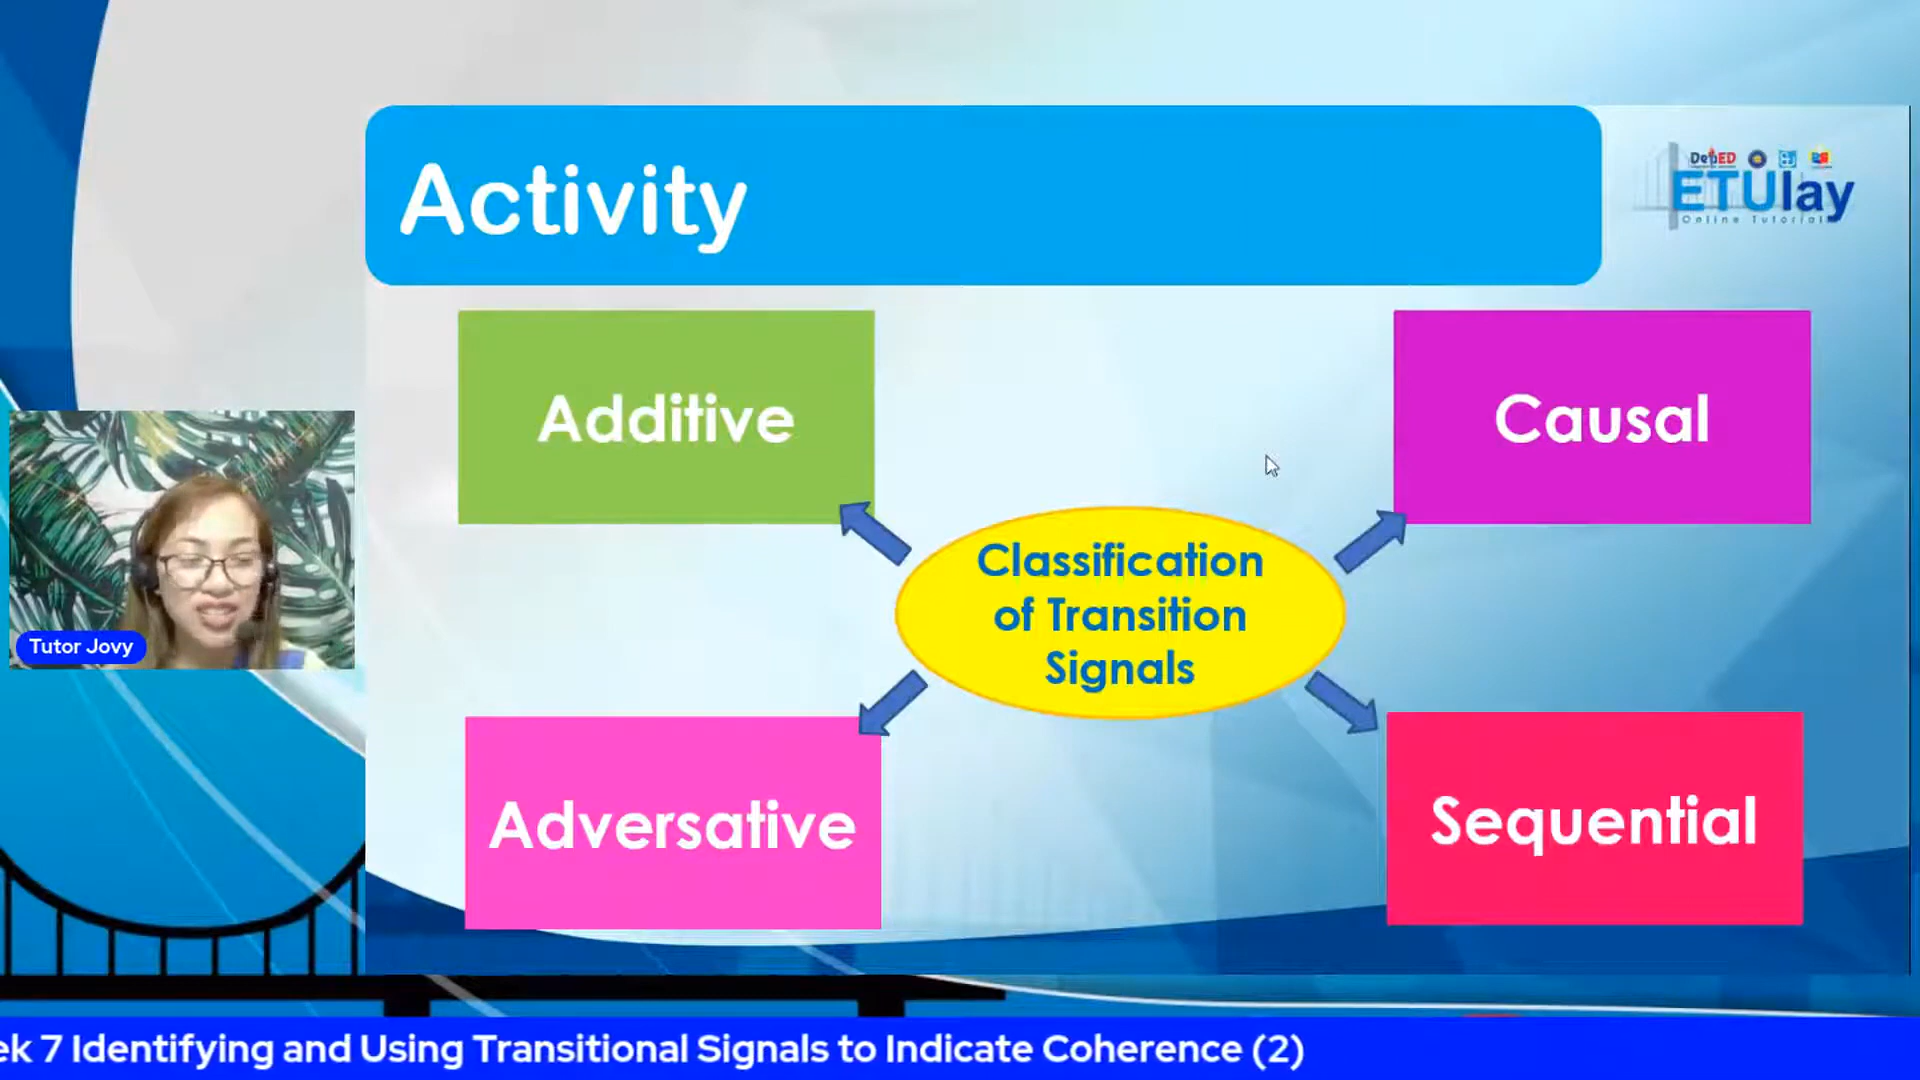 Activity
DepED
ETUlay
Online Tutorial
Additive
Causal
Classification
of Transition
Signals
Tutor Jovy
Adversative
Sequential
ek 7 Identifying and Using Transitional Signals to Indicate Coherence (2)